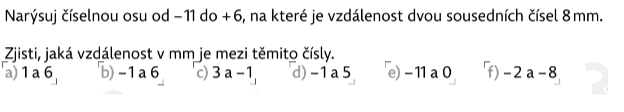 Narýsuj číselnou osu od −11 do +6, na které je vzdálenost dvou sousedních čísel 8 mm.
Zjisti, jaká vzdálenost v mm je mezi těmito čísly.
a) 1 a 6 b) −1 a 6 c) 3 a −1 d) −1 a 5 e) −11 a 0 f) −2 a −8